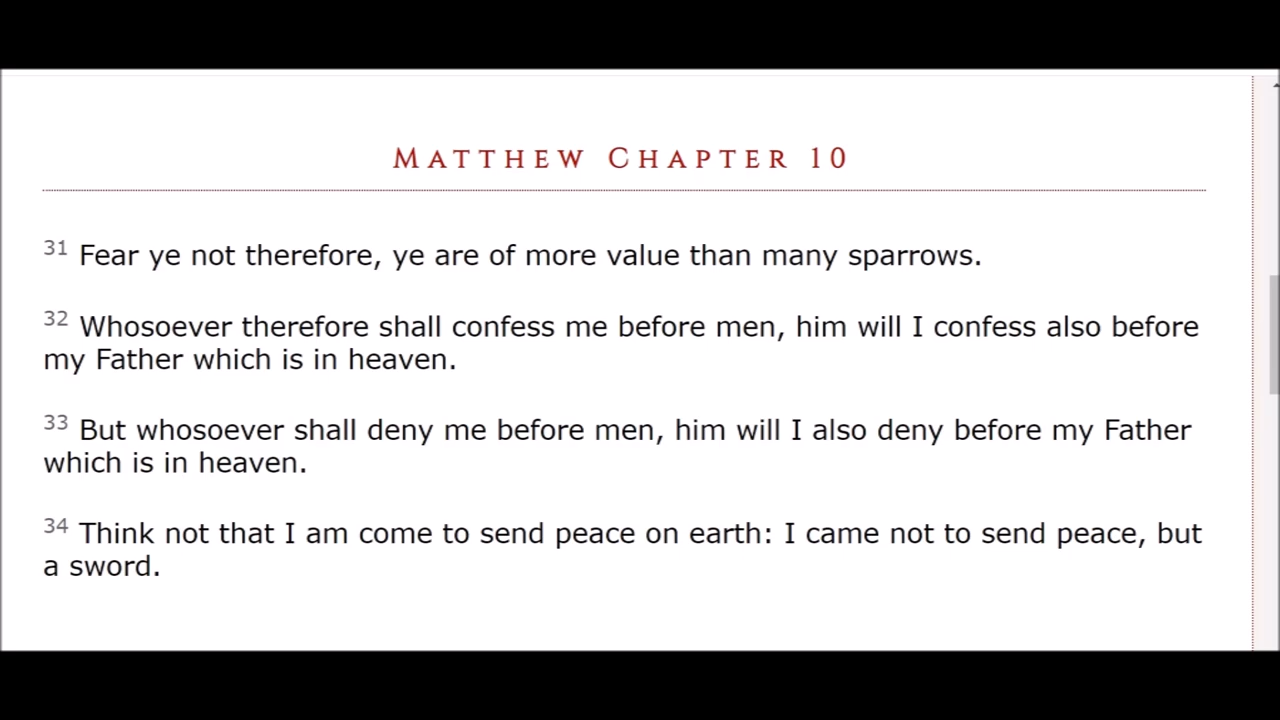 MATTHEW CHAPTER 10
31 Fear ye not therefore, ye are of more value than many sparrows.
32 Whosoever therefore shall confess me before men, him will I confess also before
my Father which is in heaven.
33 But whosoever shall deny me before men, him will I also deny before my Father
which is in heaven.
34 Think not that I am come to send peace on earth: I came not to send peace, but
a sword.